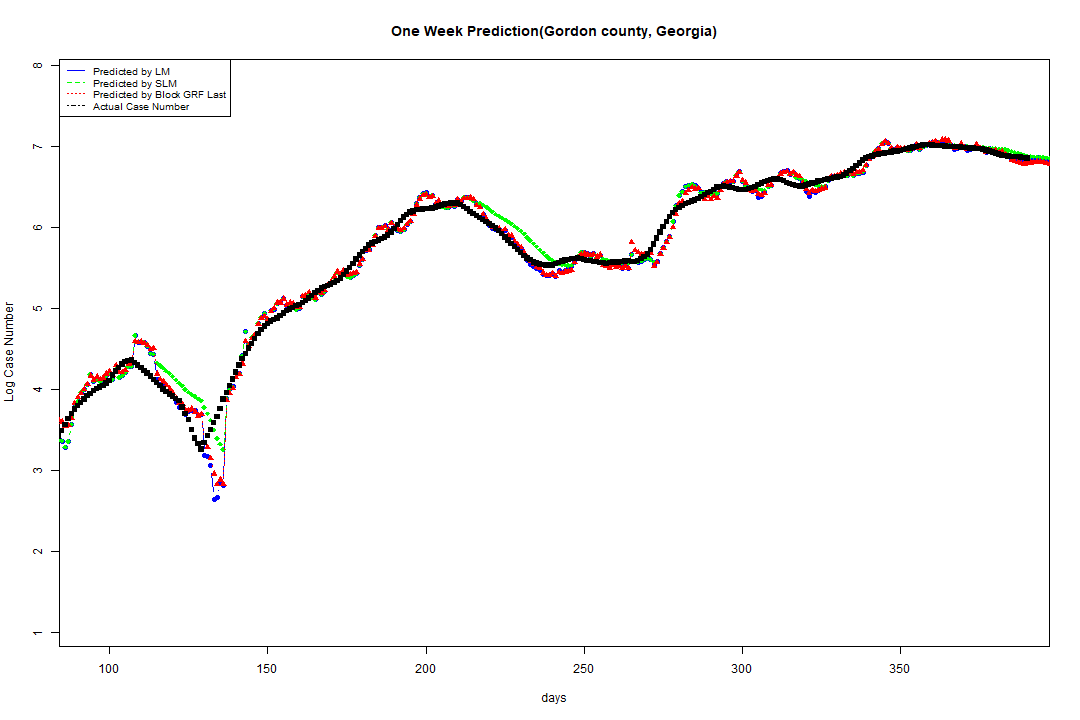 One Week Prediction(Gordon county, Georgia)
8
7
6
5
4
3
2
1
Log Case Number
Predicted by LM
Predicted by SLM
Predicted by Block GRF Last
Actual Case Number
100 150 200 250 300 350
days